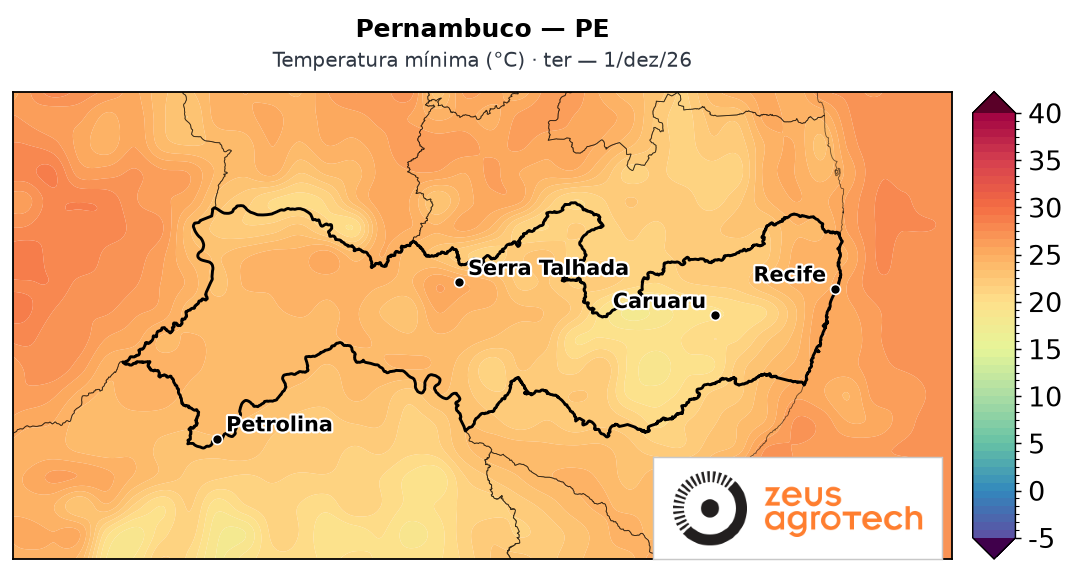 Pernambuco — PE
Temperatura mínima (°C) · ter — 1/dez/26
Serra Talhada
Recife
Caruaru
Petrolina
40
35
30
25
20
15
10
5
0
-5
zeus
agrotech